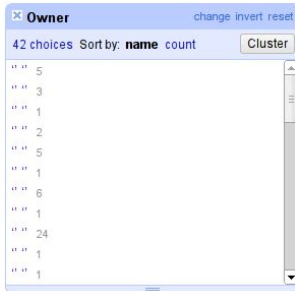 Owner change invert reset
42 choices Sort by: name count Cluster
" " 5
" " 3
" " 1
" " 2
" " 5
" " 1
" " 6
" " 1
" " 24
" " 1
" " 1